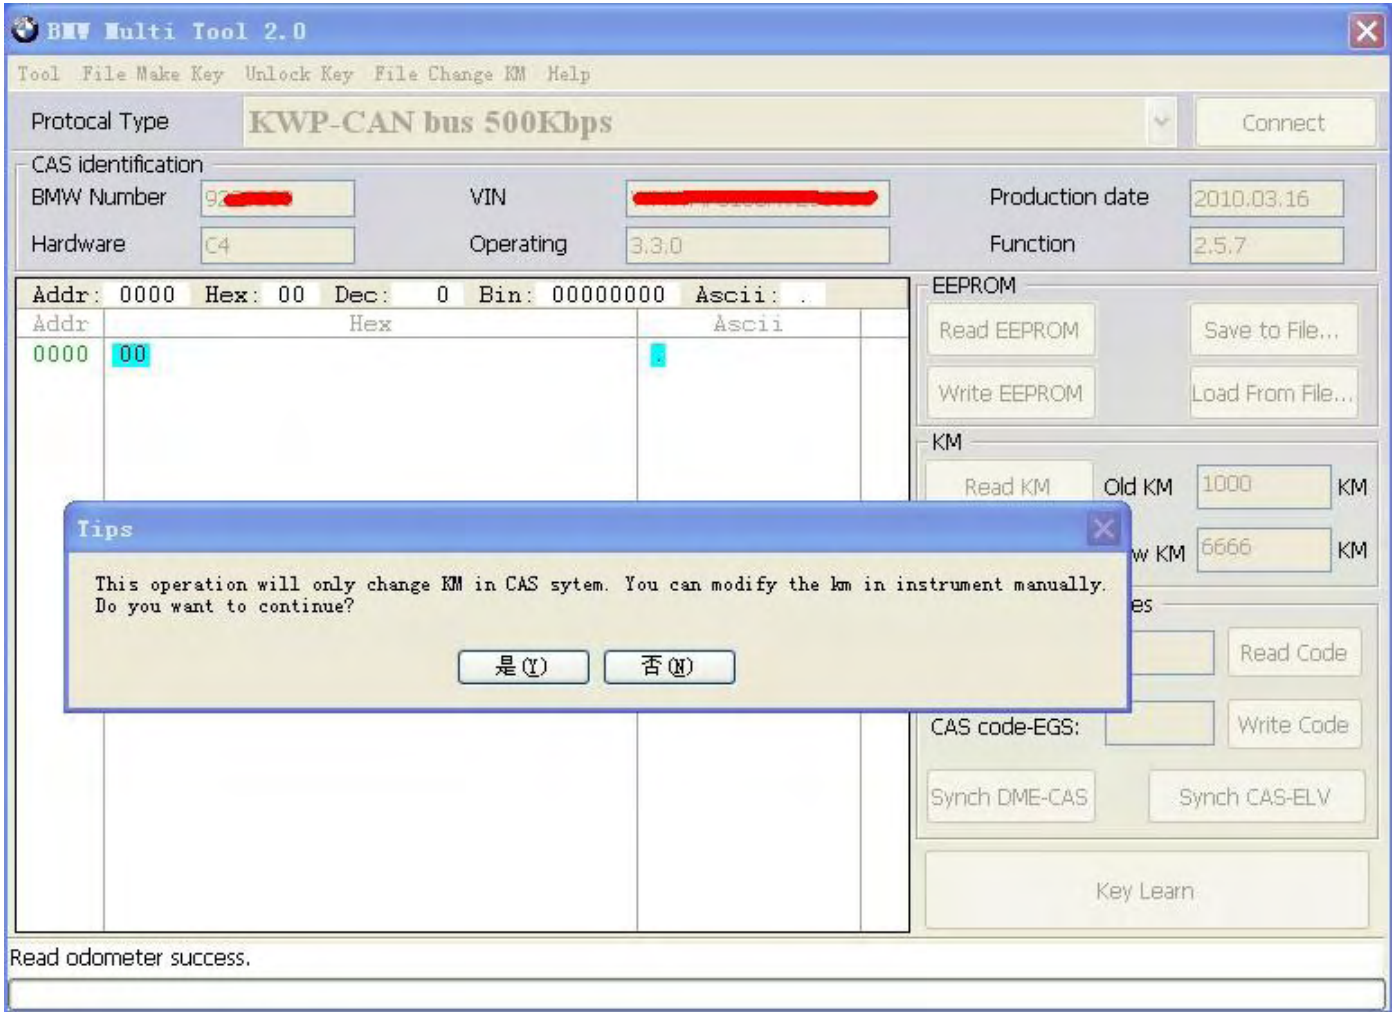 BMW Multi Tool 2.0
Tool File Make Key Unlock Key File Change KM Help
Protocal Type KWP-CAN bus 500Kbps Connect
CAS identification
BMW Number VIN Production date 2010.03.16
Hardware C4 Operating 3.3.0 Function 2.5.7
Addr: 0000 Hex: 00 Dec: 0 Bin: 00000000 Ascii: .
Addr Hex Ascii
0000 00 .
EEPROM
Read EEPROM Save to File...
Write EEPROM Load From File...
KM
Read KM Old KM 1000 KM
w KM 6666 KM
Tips
This operation will only change KM in CAS sytem. You can modify the km in instrument manually.
Do you want to continue?
是(Y) 否(N)
es
Read Code
CAS code-EGS: Write Code
Synch DME-CAS Synch CAS-ELV
Key Learn
Read odometer success.